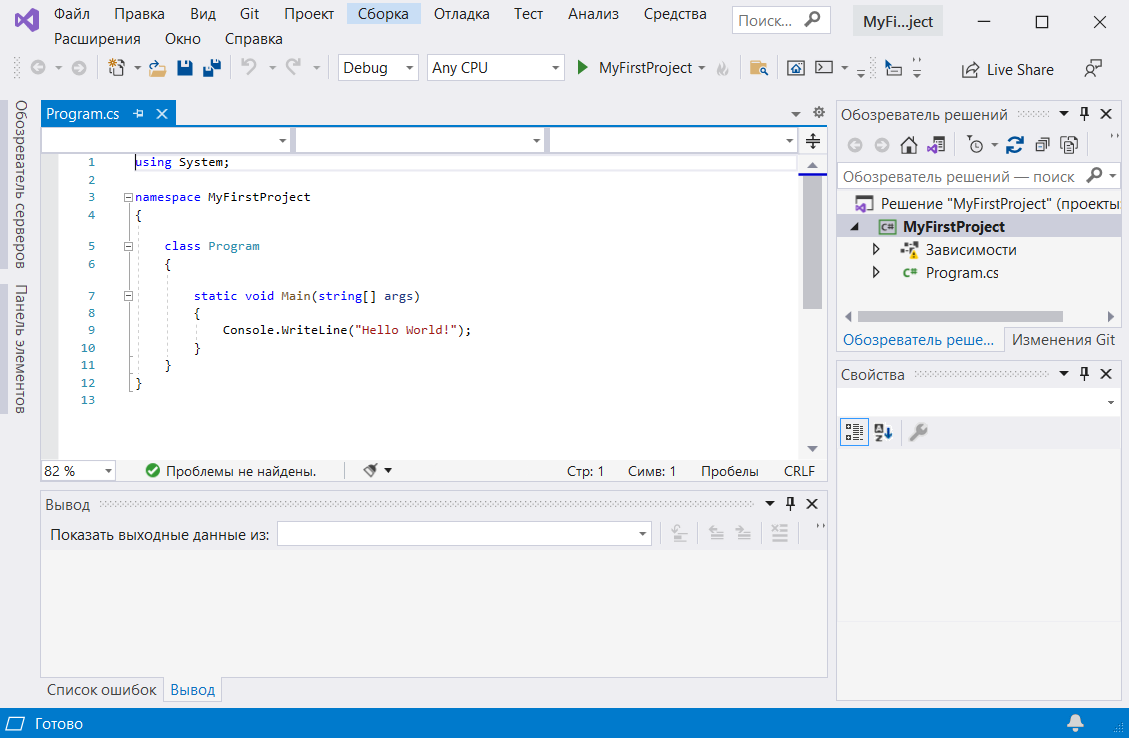 Файл Правка Вид Git Проект Сборка Отладка Тест Анализ Средства Поиск... MyFi...ject
Расширения Окно Справка
Debug Any CPU MyFirstProject Live Share
Обозреватель серверов
Панель элементов
Program.cs
1 using System;
2
3 namespace MyFirstProject
4 {
5 class Program
6 {
7 static void Main(string[] args)
8 {
9 Console.WriteLine("Hello World!");
10 }
11 }
12 }
13
82 % Проблемы не найдены. Стр: 1 Симв: 1 Пробелы CRLF
Вывод
Показать выходные данные из:
Список ошибок Вывод
Обозреватель решений
Обозреватель решений — поиск
Решение "MyFirstProject" (проекты:
C# MyFirstProject
Зависимости
C# Program.cs
Обозреватель реше... Изменения Git
Свойства
Готово